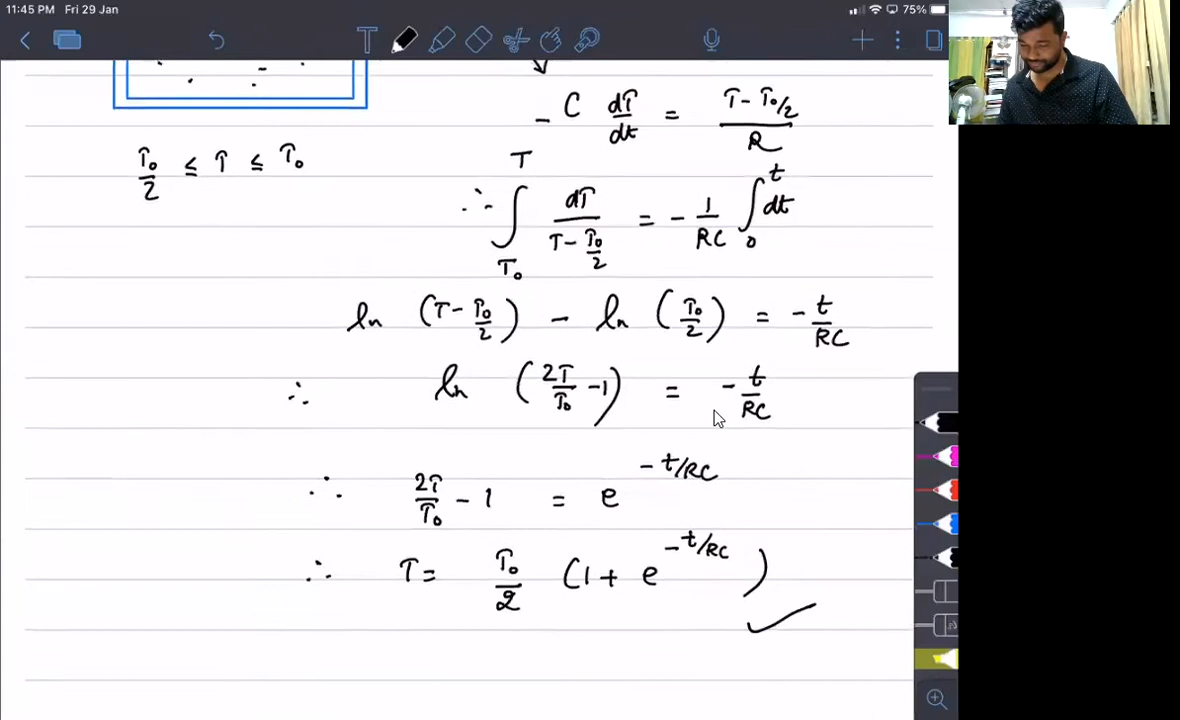 11:45 PM Fri 29 Jan 75%
T
- C dT/dt = (T - T₀/2)/R
T₀/2 ≤ T ≤ T₀
∴ ∫_{T₀}^{T} dT/(T - T₀/2) = - 1/RC ∫_{0}^{t} dt
ln (T - T₀/2) - ln (T₀/2) = - t/RC
∴ ln (2T/T₀ - 1) = - t/RC
∴ 2T/T₀ - 1 = e^{-t/RC}
∴ T = T₀/2 (1 + e^{-t/RC})